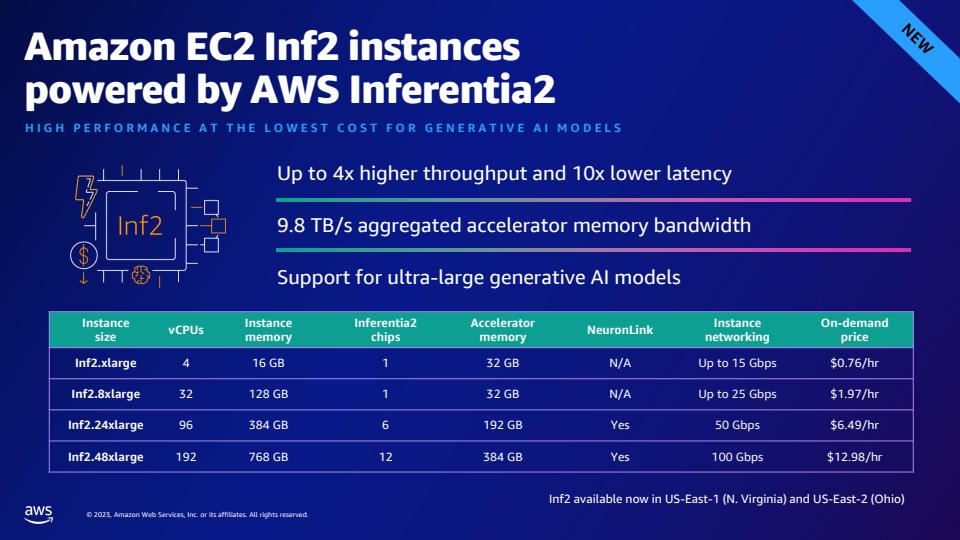 NEW
Amazon EC2 Inf2 instances
powered by AWS Inferentia2
HIGH PERFORMANCE AT THE LOWEST COST FOR GENERATIVE AI MODELS
Inf2
$
Up to 4x higher throughput and 10x lower latency
9.8 TB/s aggregated accelerator memory bandwidth
Support for ultra-large generative AI models
Instance size vCPUs Instance memory Inferentia2 chips Accelerator memory NeuronLink Instance networking On-demand price
Inf2.xlarge 4 16 GB 1 32 GB N/A Up to 15 Gbps $0.76/hr
Inf2.8xlarge 32 128 GB 1 32 GB N/A Up to 25 Gbps $1.97/hr
Inf2.24xlarge 96 384 GB 6 192 GB Yes 50 Gbps $6.49/hr
Inf2.48xlarge 192 768 GB 12 384 GB Yes 100 Gbps $12.98/hr
Inf2 available now in US-East-1 (N. Virginia) and US-East-2 (Ohio)
aws
© 2023, Amazon Web Services, Inc. or its affiliates. All rights reserved.